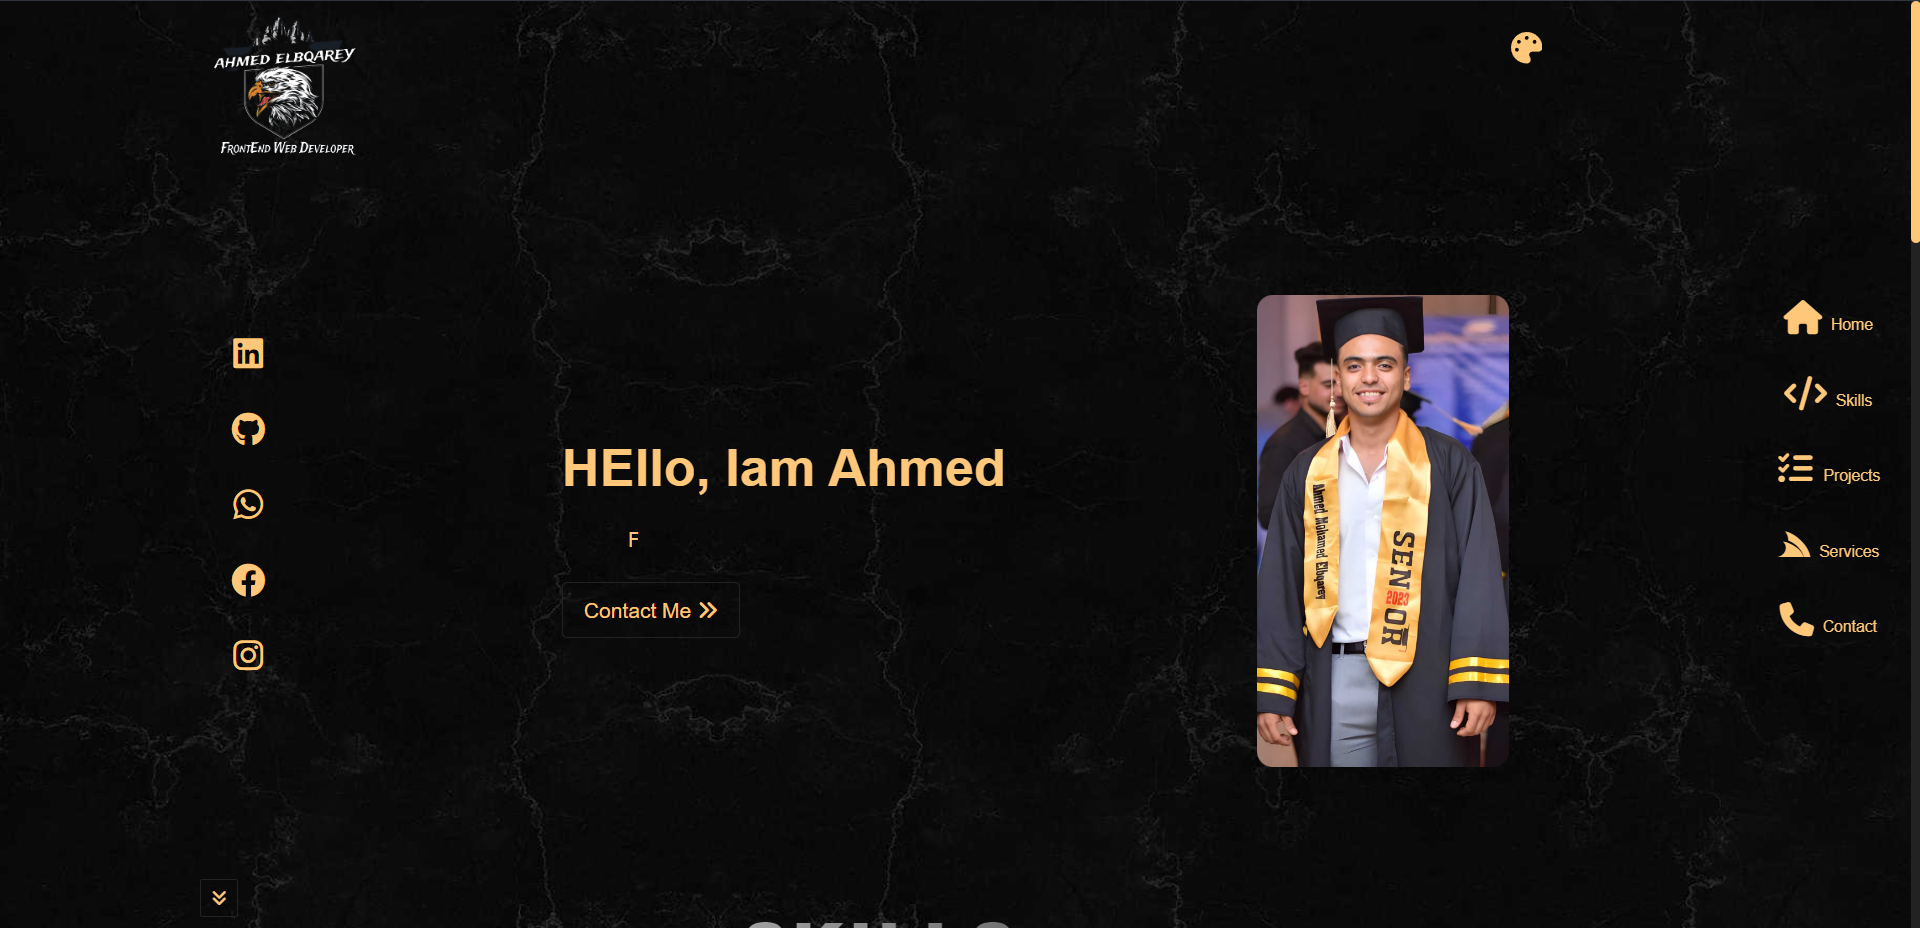 AHMED ELBQAREY
FRONTEND WEB DEVELOPER
Home
Skills
Projects
Services
Contact
HEllo, Iam Ahmed
F
Contact Me
Ahmed Mohamed Elbqarey
SENIOR
2023
SKILLS